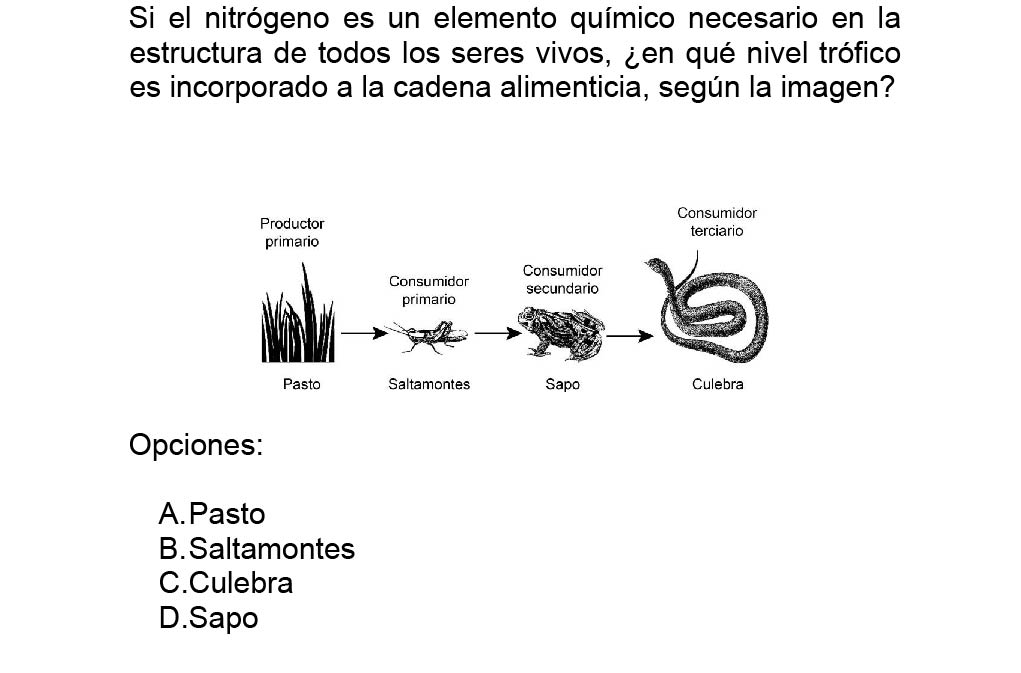 Si el nitrógeno es un elemento químico necesario en la
estructura de todos los seres vivos, ¿en qué nivel trófico
es incorporado a la cadena alimenticia, según la imagen?
Productor
primario
Consumidor
primario
Consumidor
secundario
Consumidor
terciario
Pasto
Saltamontes
Sapo
Culebra
Opciones:
A.Pasto
B.Saltamontes
C.Culebra
D.Sapo